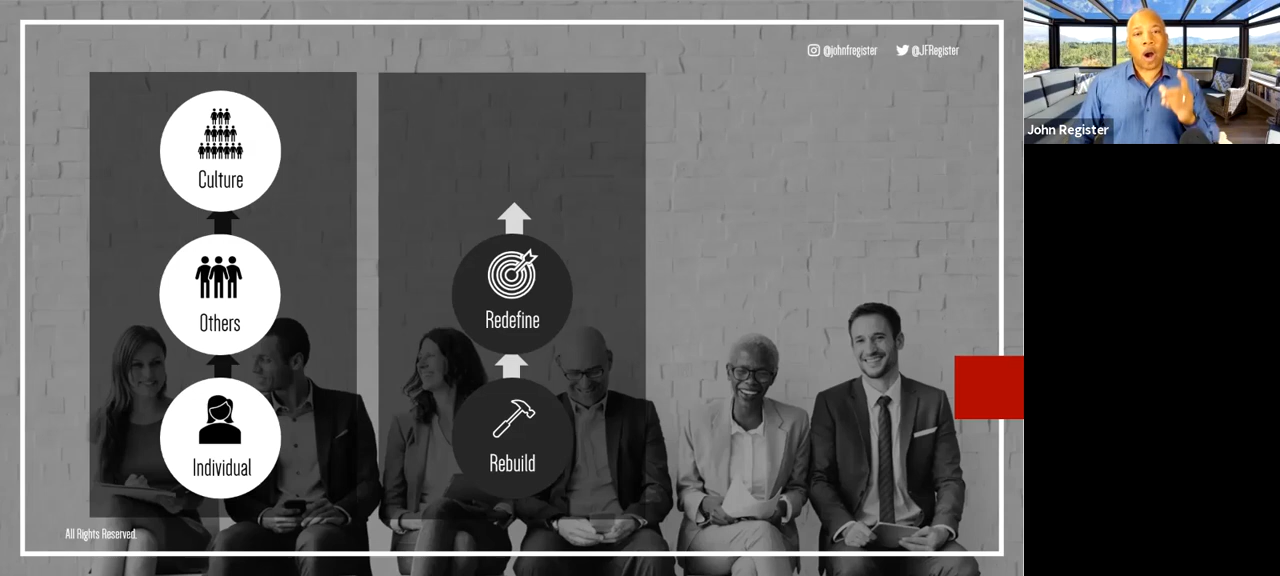 @johnfregister @JFRegister
Culture
Others
Individual
Redefine
Rebuild
All Rights Reserved.
John Register